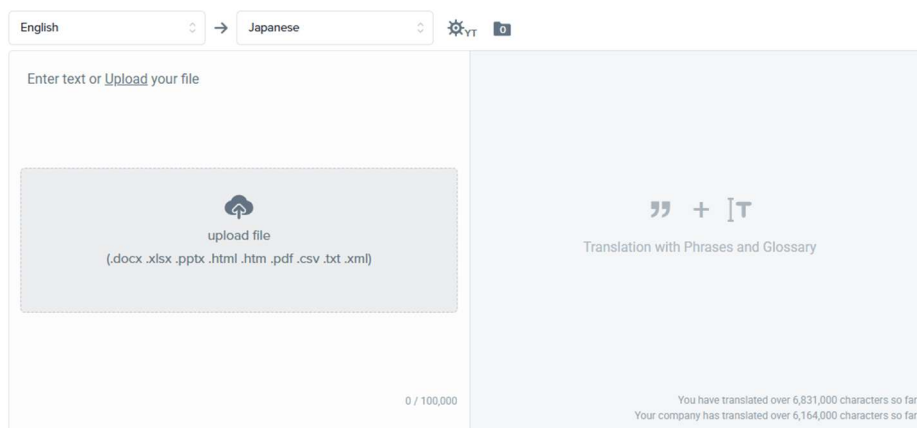 English
Japanese
YT
0
Enter text or Upload your file
upload file
(.docx .xlsx .pptx .html .htm .pdf .csv .txt .xml)
Translation with Phrases and Glossary
0 / 100,000
You have translated over 6,831,000 characters so far
Your company has translated over 6,164,000 characters so far